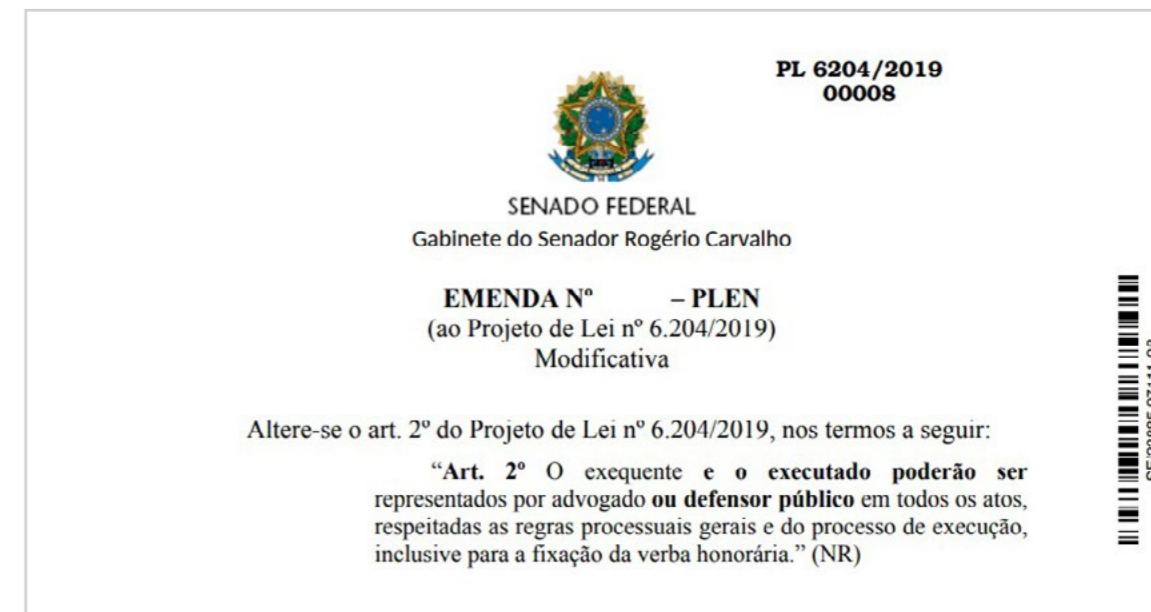 PL 6204/2019
00008
SENADO FEDERAL
Gabinete do Senador Rogério Carvalho
EMENDA Nº – PLEN
(ao Projeto de Lei nº 6.204/2019)
Modificativa
Altere-se o art. 2º do Projeto de Lei nº 6.204/2019, nos termos a seguir:
“Art. 2º O exequente e o executado poderão ser
representados por advogado ou defensor público em todos os atos,
respeitadas as regras processuais gerais e do processo de execução,
inclusive para a fixação da verba honorária.” (NR)